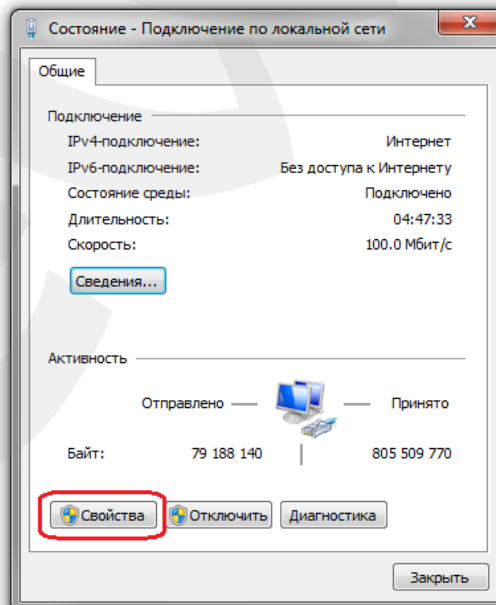 Состояние - Подключение по локальной сети
Общие
Подключение
IPv4-подключение: Интернет
IPv6-подключение: Без доступа к Интернету
Состояние среды: Подключено
Длительность: 04:47:33
Скорость: 100.0 Мбит/с
Сведения...
Активность
Отправлено — — Принято
Байт: 79 188 140 | 805 509 770
Свойства Отключить Диагностика
Закрыть